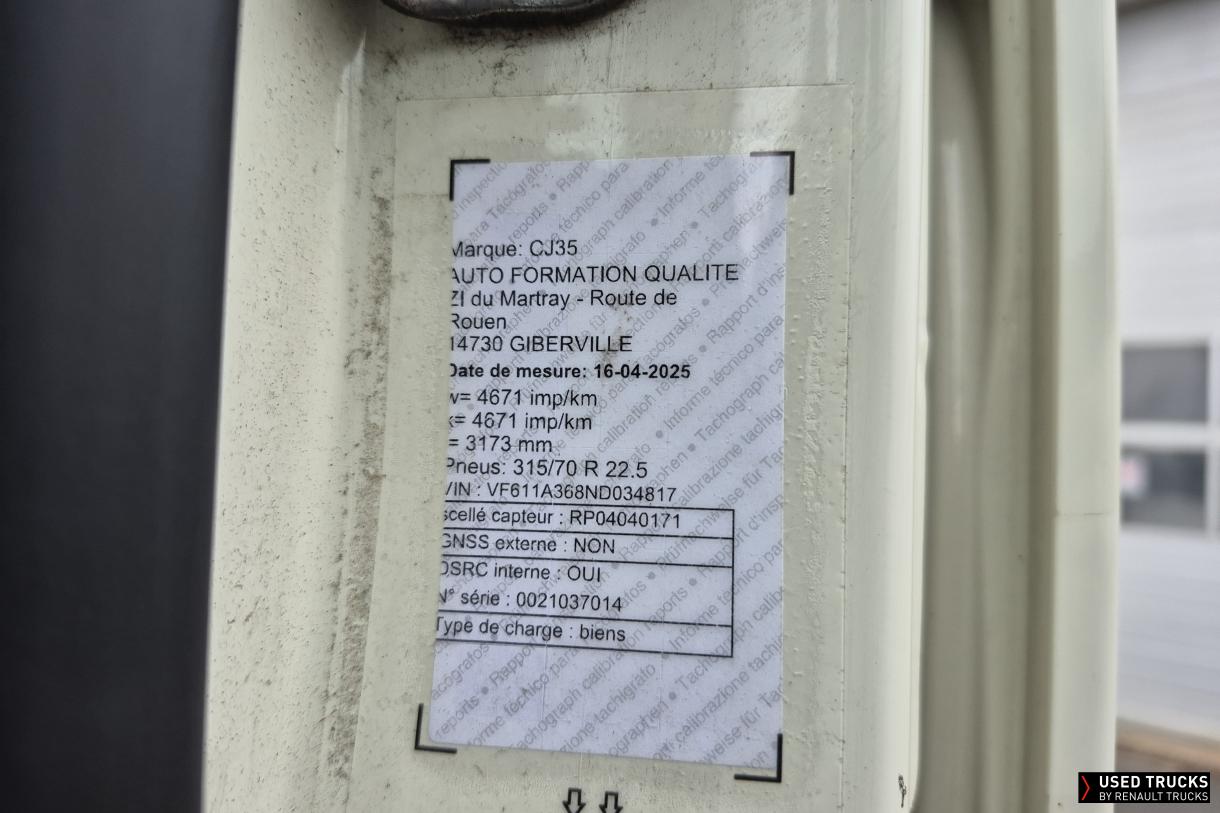 Marque: CJ35
AUTO FORMATION QUALITE
ZI du Martray - Route de
Rouen
14730 GIBERVILLE
Date de mesure: 16-04-2025
w= 4671 imp/km
k= 4671 imp/km
= 3173 mm
Pneus: 315/70 R 22.5
VIN : VF611A368ND034817
scellé capteur : RP04040171
GNSS externe : NON
DSRC interne : OUI
N° série : 0021037014
Type de charge : biens
USED TRUCKS
BY RENAULT TRUCKS